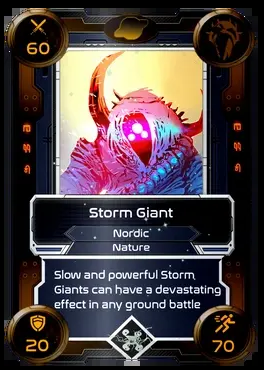 60
Storm Giant
Nordic
Nature
Slow and powerful Storm
Giants can have a devastating
effect in any ground battle
20
70